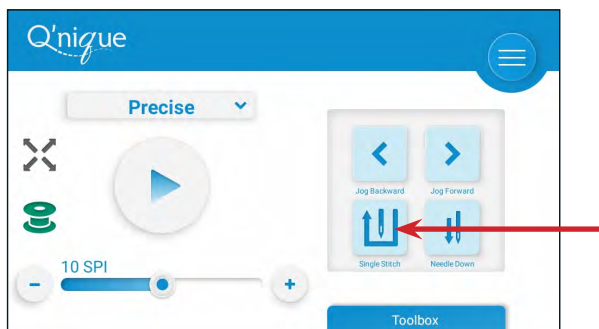 Q'nique
Precise
Jog Backward
Jog Forward
Single Stitch
Needle Down
10 SPI
Toolbox